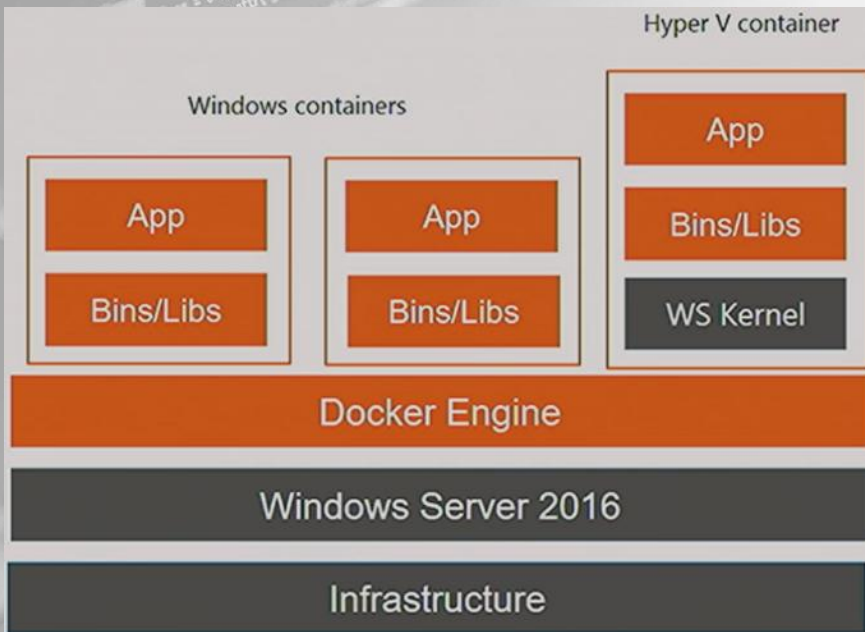 Hyper V container
Windows containers
App
Bins/Libs
App
Bins/Libs
App
Bins/Libs
WS Kernel
Docker Engine
Windows Server 2016
Infrastructure